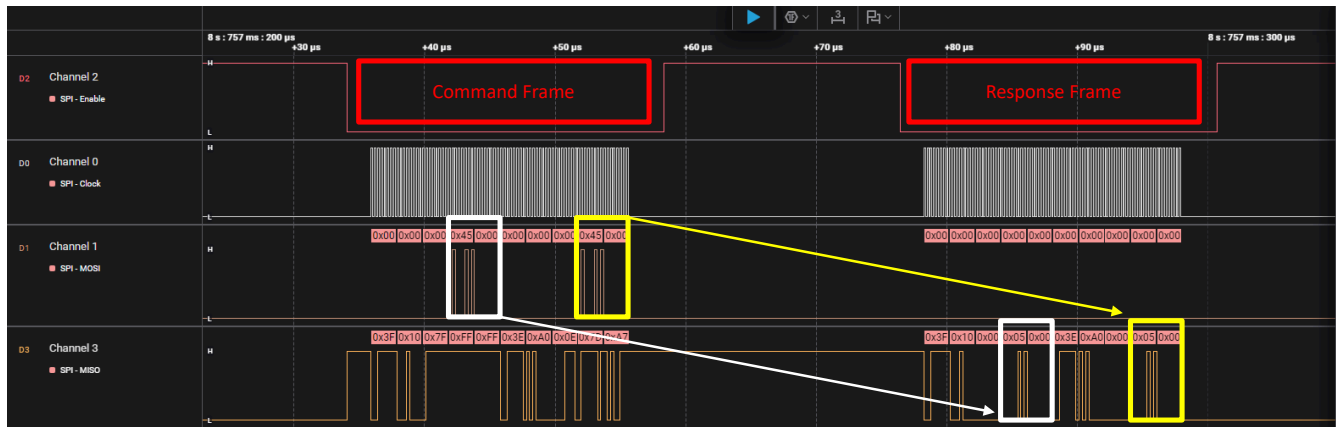 3
8 s : 757 ms : 200 µs
8 s : 757 ms : 300 µs
+30 µs +40 µs +50 µs +60 µs +70 µs +80 µs +90 µs
D2 Channel 2
SPI - Enable
H
L
Command Frame
Response Frame
D0 Channel 0
SPI - Clock
H
L
D1 Channel 1
SPI - MOSI
H
L
0x00 0x00 0x00 0x45 0x00 0x00 0x00 0x00 0x45 0x00
0x00 0x00 0x00 0x00 0x00 0x00 0x00 0x00 0x00 0x00
D3 Channel 3
SPI - MISO
H
L
0x3F 0x10 0x7F 0xFF 0xFF 0x3E 0xA0 0x0E 0x7D 0xA7
0x3F 0x10 0x00 0x05 0x00 0x3E 0xA0 0x00 0x05 0x00